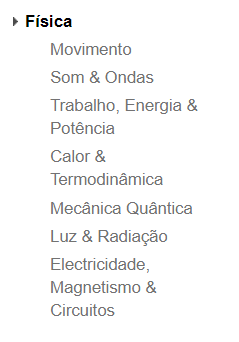 Física
Movimento
Som & Ondas
Trabalho, Energia &
Potência
Calor &
Termodinâmica
Mecânica Quântica
Luz & Radiação
Electricidade,
Magnetismo &
Circuitos